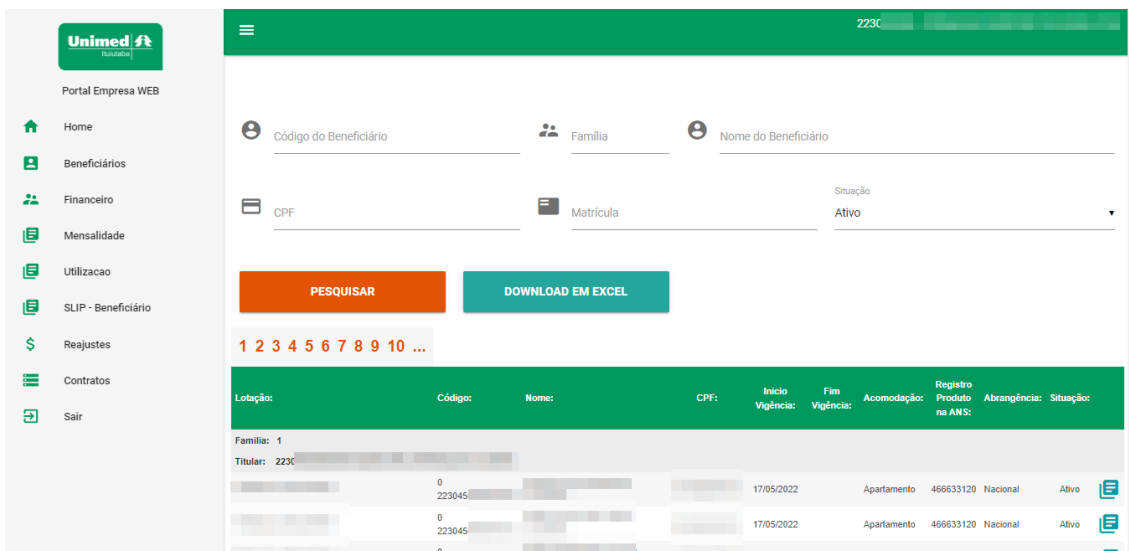 2230
Unimed
Ituiutaba
Portal Empresa WEB
Home
Beneficiários
Financeiro
Mensalidade
Utilizacao
SLIP - Beneficiário
Reajustes
Contratos
Sair
Código do Beneficiário
Família
Nome do Beneficiário
CPF
Matrícula
Situação
Ativo
PESQUISAR
DOWNLOAD EM EXCEL
1 2 3 4 5 6 7 8 9 10 ...
Lotação: Código: Nome: CPF: Inicio Vigência: Fim Vigência: Acomodação: Registro Produto na ANS: Abrangência: Situação:
Familia: 1
Titular: 2230
0
223045 17/05/2022 Apartamento 466633120 Nacional Ativo
0
223045 17/05/2022 Apartamento 466633120 Nacional Ativo